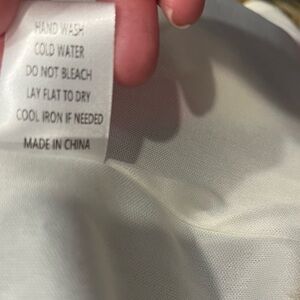 HAND WASH
COLD WATER
DO NOT BLEACH
LAY FLAT TO DRY
COOL IRON IF NEEDED
MADE IN CHINA